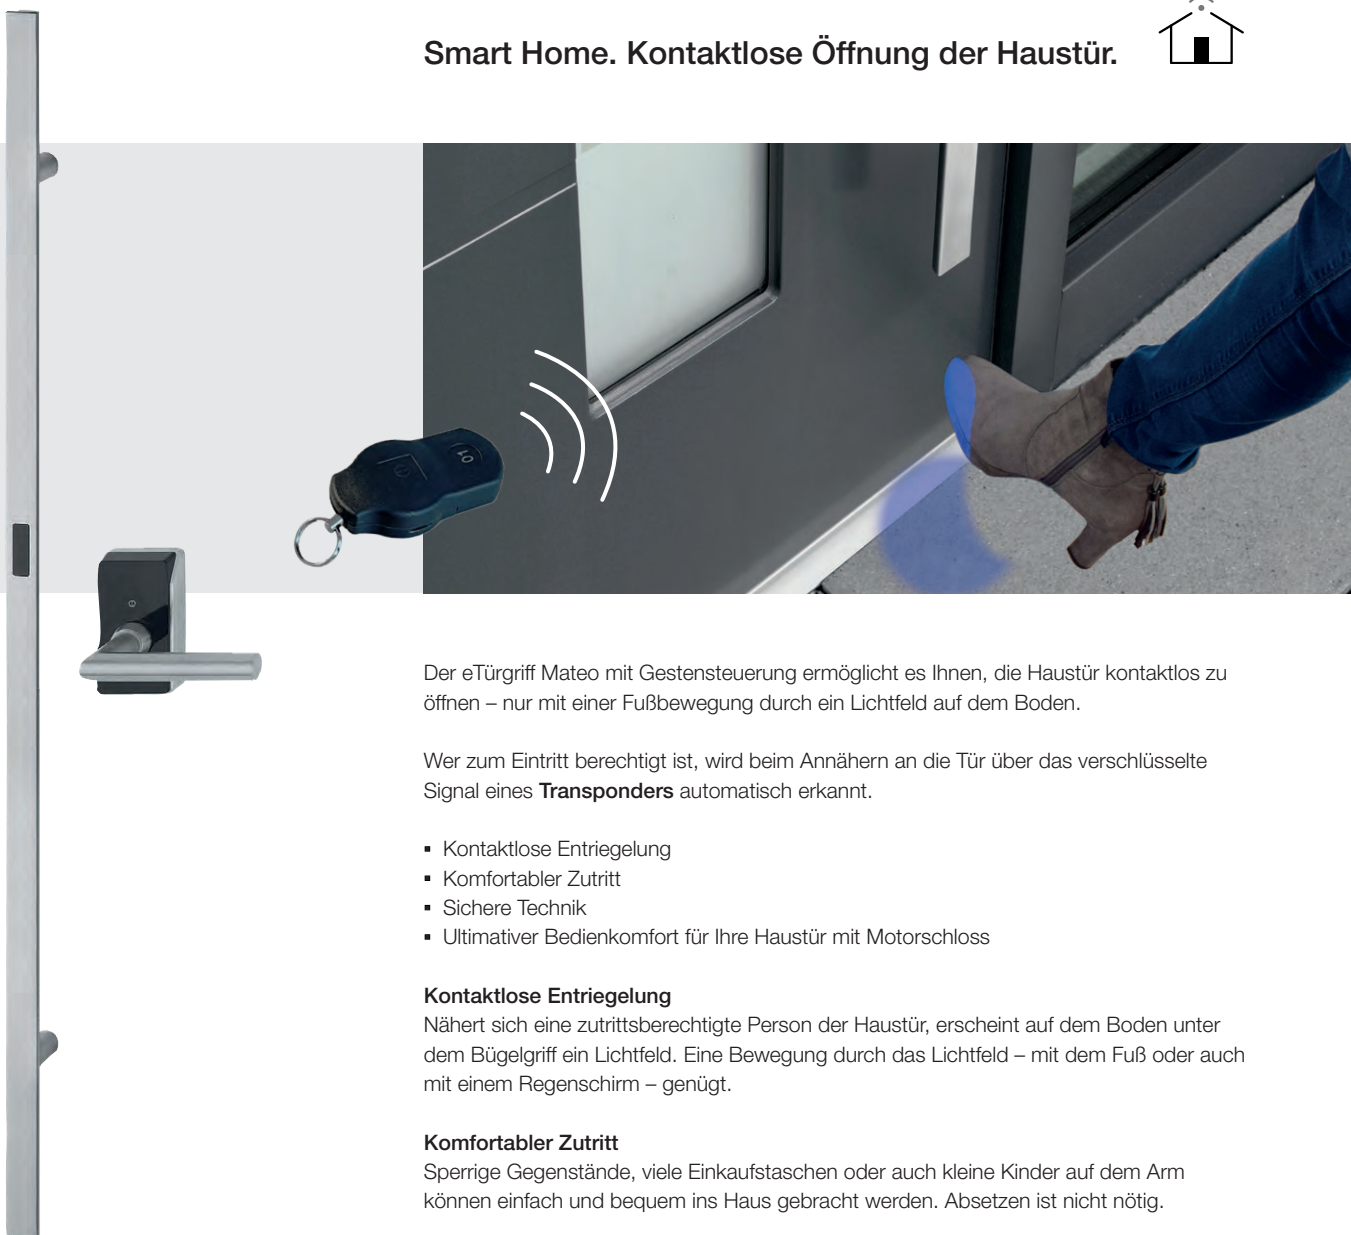 Smart Home. Kontaktlose Öffnung der Haustür.
01
Der eTürgriff Mateo mit Gestensteuerung ermöglicht es Ihnen, die Haustür kontaktlos zu
öffnen – nur mit einer Fußbewegung durch ein Lichtfeld auf dem Boden.
Wer zum Eintritt berechtigt ist, wird beim Annähern an die Tür über das verschlüsselte
Signal eines Transponders automatisch erkannt.
▪ Kontaktlose Entriegelung
▪ Komfortabler Zutritt
▪ Sichere Technik
▪ Ultimativer Bedienkomfort für Ihre Haustür mit Motorschloss
Kontaktlose Entriegelung
Nähert sich eine zutrittsberechtigte Person der Haustür, erscheint auf dem Boden unter
dem Bügelgriff ein Lichtfeld. Eine Bewegung durch das Lichtfeld – mit dem Fuß oder auch
mit einem Regenschirm – genügt.
Komfortabler Zutritt
Sperrige Gegenstände, viele Einkaufstaschen oder auch kleine Kinder auf dem Arm
können einfach und bequem ins Haus gebracht werden. Absetzen ist nicht nötig.